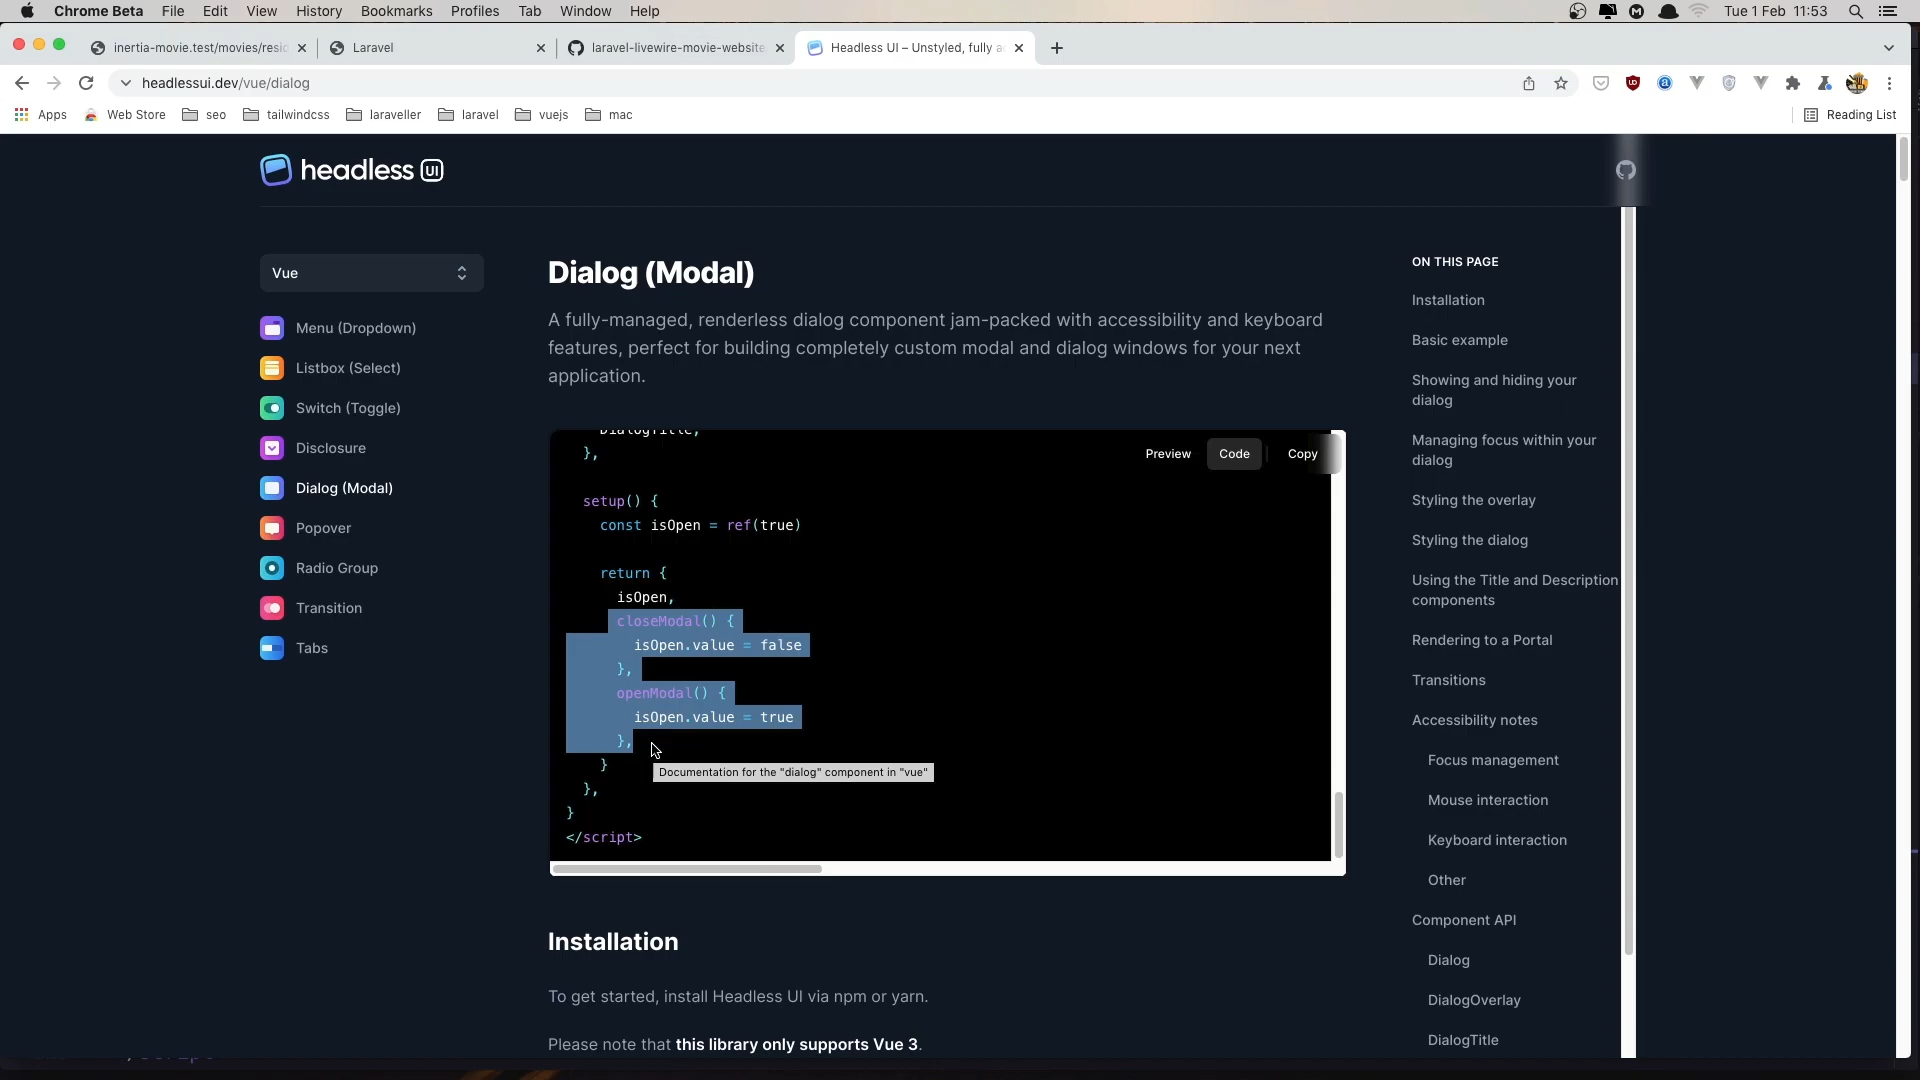 Chrome Beta File Edit View History Bookmarks Profiles Tab Window Help
Tue 1 Feb 11:53
inertia-movie.test/movies/resid
Laravel
laravel-livewire-movie-website
Headless UI – Unstyled, fully a
headlessui.dev/vue/dialog
Apps Web Store seo tailwindcss laraveller laravel vuejs mac
Reading List
headless UI
Vue
Menu (Dropdown)
Listbox (Select)
Switch (Toggle)
Disclosure
Dialog (Modal)
Popover
Radio Group
Transition
Tabs
Dialog (Modal)
A fully-managed, renderless dialog component jam-packed with accessibility and keyboard
features, perfect for building completely custom modal and dialog windows for your next
application.
Preview Code Copy
DialogTitle,
},
setup() {
const isOpen = ref(true)
return {
isOpen,
closeModal() {
isOpen.value = false
},
openModal() {
isOpen.value = true
},
}
},
}
</script>
Documentation for the "dialog" component in "vue"
Installation
To get started, install Headless UI via npm or yarn.
Please note that this library only supports Vue 3.
ON THIS PAGE
Installation
Basic example
Showing and hiding your
dialog
Managing focus within your
dialog
Styling the overlay
Styling the dialog
Using the Title and Description
components
Rendering to a Portal
Transitions
Accessibility notes
Focus management
Mouse interaction
Keyboard interaction
Other
Component API
Dialog
DialogOverlay
DialogTitle